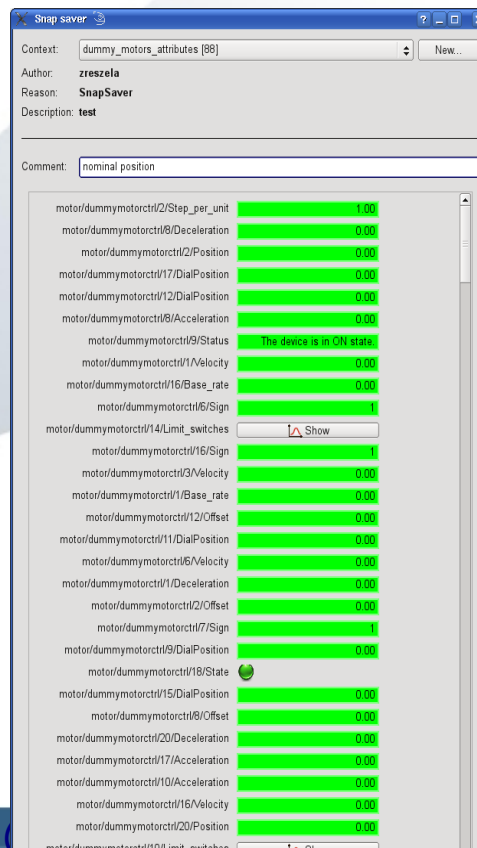 Snap saver
Context: dummy_motors_attributes [88] New...
Author: zreszela
Reason: SnapSaver
Description: test
Comment: nominal position
motor/dummymotorctrl/2/Step_per_unit 1.00
motor/dummymotorctrl/8/Deceleration 0.00
motor/dummymotorctrl/2/Position 0.00
motor/dummymotorctrl/17/DialPosition 0.00
motor/dummymotorctrl/12/DialPosition 0.00
motor/dummymotorctrl/8/Acceleration 0.00
motor/dummymotorctrl/9/Status The device is in ON state.
motor/dummymotorctrl/1/Velocity 0.00
motor/dummymotorctrl/16/Base_rate 0.00
motor/dummymotorctrl/6/Sign 1
motor/dummymotorctrl/14/Limit_switches Show
motor/dummymotorctrl/16/Sign 1
motor/dummymotorctrl/3/Velocity 0.00
motor/dummymotorctrl/1/Base_rate 0.00
motor/dummymotorctrl/12/Offset 0.00
motor/dummymotorctrl/11/DialPosition 0.00
motor/dummymotorctrl/6/Velocity 0.00
motor/dummymotorctrl/1/Deceleration 0.00
motor/dummymotorctrl/2/Offset 0.00
motor/dummymotorctrl/7/Sign 1
motor/dummymotorctrl/9/DialPosition 0.00
motor/dummymotorctrl/18/State
motor/dummymotorctrl/15/DialPosition 0.00
motor/dummymotorctrl/8/Offset 0.00
motor/dummymotorctrl/20/Deceleration 0.00
motor/dummymotorctrl/17/Acceleration 0.00
motor/dummymotorctrl/10/Acceleration 0.00
motor/dummymotorctrl/16/Velocity 0.00
motor/dummymotorctrl/20/Position 0.00